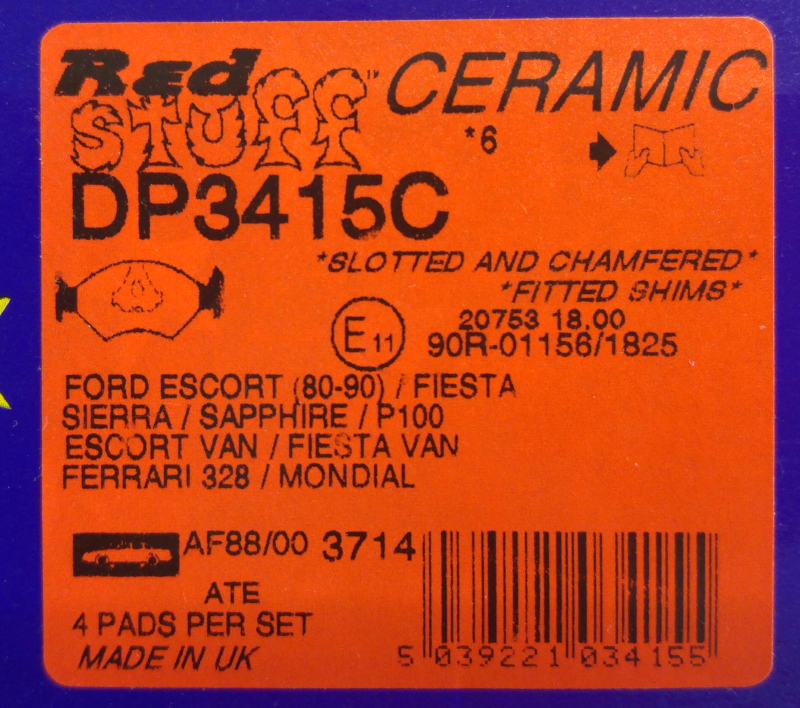 Red
STUFF™ CERAMIC
*6
DP3415C
*SLOTTED AND CHAMFERED*
*FITTED SHIMS*
E11
20753 18.00
90R-01156/1825
FORD ESCORT (80-90) / FIESTA
SIERRA / SAPPHIRE / P100
ESCORT VAN / FIESTA VAN
FERRARI 328 / MONDIAL
AF88/00 3714
ATE
4 PADS PER SET
MADE IN UK
5 039221 034155